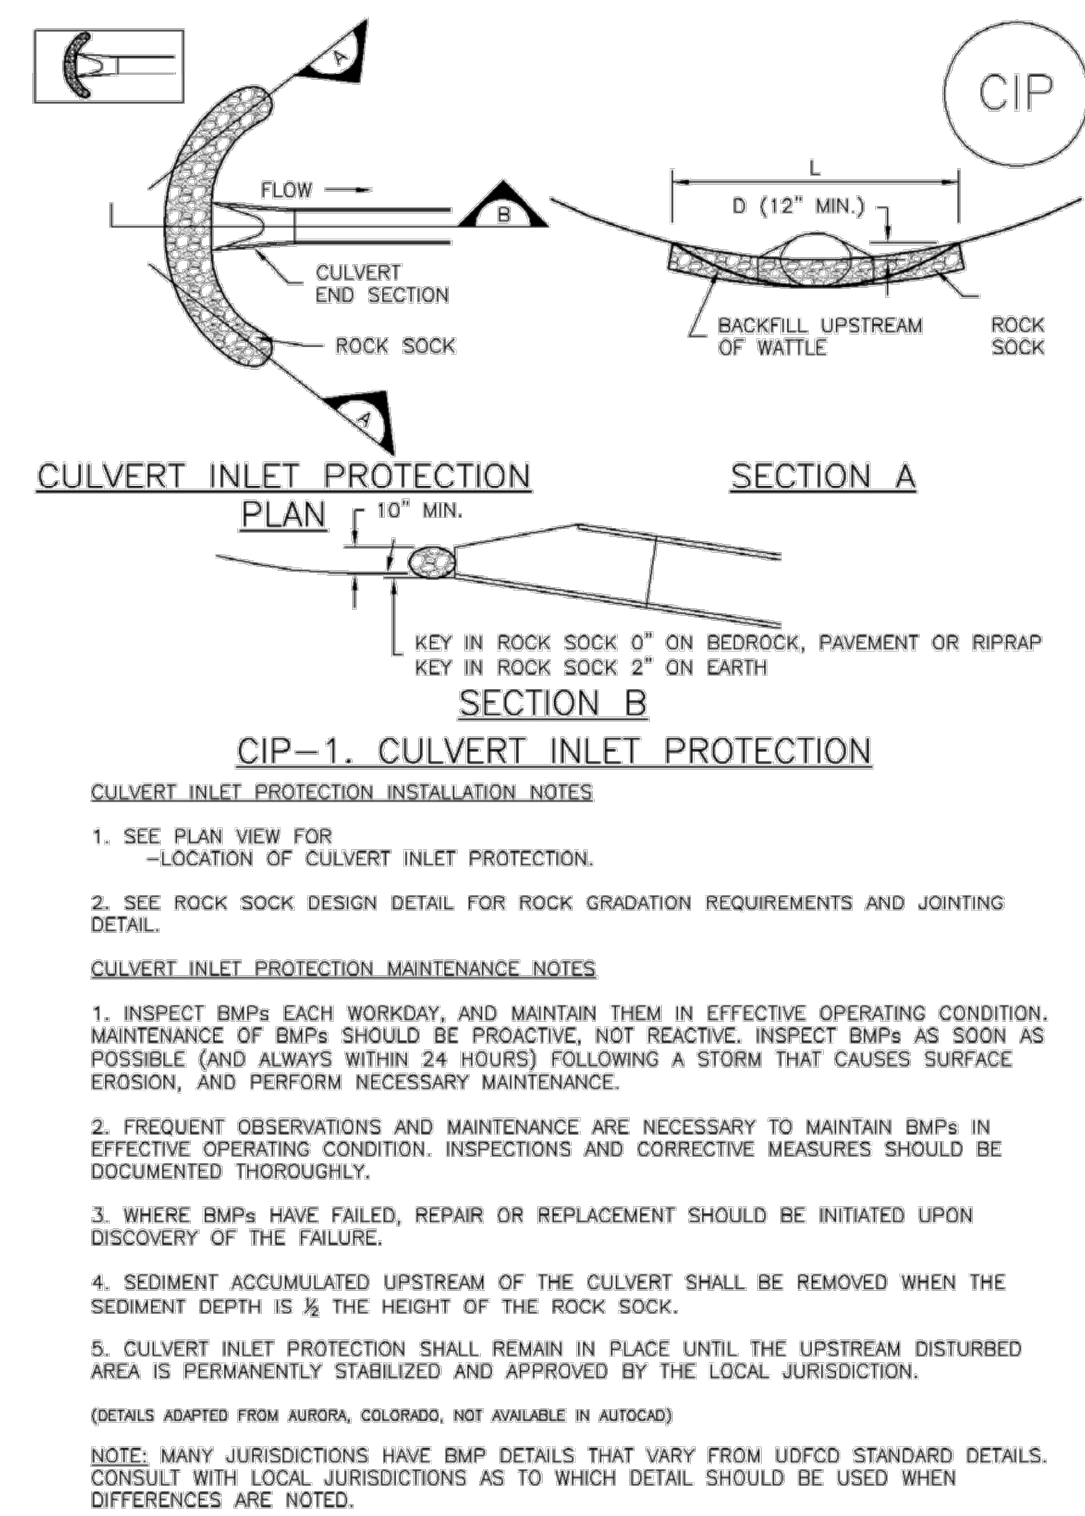 CIP
A
FLOW
B
CULVERT
END SECTION
ROCK SOCK
A
L
D (12" MIN.)
BACKFILL UPSTREAM
OF WATTLE
ROCK
SOCK
CULVERT INLET PROTECTION
PLAN
SECTION A
10" MIN.
KEY IN ROCK SOCK 0" ON BEDROCK, PAVEMENT OR RIPRAP
KEY IN ROCK SOCK 2" ON EARTH
SECTION B
CIP-1. CULVERT INLET PROTECTION
CULVERT INLET PROTECTION INSTALLATION NOTES
1. SEE PLAN VIEW FOR
-LOCATION OF CULVERT INLET PROTECTION.
2. SEE ROCK SOCK DESIGN DETAIL FOR ROCK GRADATION REQUIREMENTS AND JOINTING
DETAIL.
CULVERT INLET PROTECTION MAINTENANCE NOTES
1. INSPECT BMPs EACH WORKDAY, AND MAINTAIN THEM IN EFFECTIVE OPERATING CONDITION.
MAINTENANCE OF BMPs SHOULD BE PROACTIVE, NOT REACTIVE. INSPECT BMPs AS SOON AS
POSSIBLE (AND ALWAYS WITHIN 24 HOURS) FOLLOWING A STORM THAT CAUSES SURFACE
EROSION, AND PERFORM NECESSARY MAINTENANCE.
2. FREQUENT OBSERVATIONS AND MAINTENANCE ARE NECESSARY TO MAINTAIN BMPs IN
EFFECTIVE OPERATING CONDITION. INSPECTIONS AND CORRECTIVE MEASURES SHOULD BE
DOCUMENTED THOROUGHLY.
3. WHERE BMPs HAVE FAILED, REPAIR OR REPLACEMENT SHOULD BE INITIATED UPON
DISCOVERY OF THE FAILURE.
4. SEDIMENT ACCUMULATED UPSTREAM OF THE CULVERT SHALL BE REMOVED WHEN THE
SEDIMENT DEPTH IS ½ THE HEIGHT OF THE ROCK SOCK.
5. CULVERT INLET PROTECTION SHALL REMAIN IN PLACE UNTIL THE UPSTREAM DISTURBED
AREA IS PERMANENTLY STABILIZED AND APPROVED BY THE LOCAL JURISDICTION.
(DETAILS ADAPTED FROM AURORA, COLORADO, NOT AVAILABLE IN AUTOCAD)
NOTE: MANY JURISDICTIONS HAVE BMP DETAILS THAT VARY FROM UDFCD STANDARD DETAILS.
CONSULT WITH LOCAL JURISDICTIONS AS TO WHICH DETAIL SHOULD BE USED WHEN
DIFFERENCES ARE NOTED.